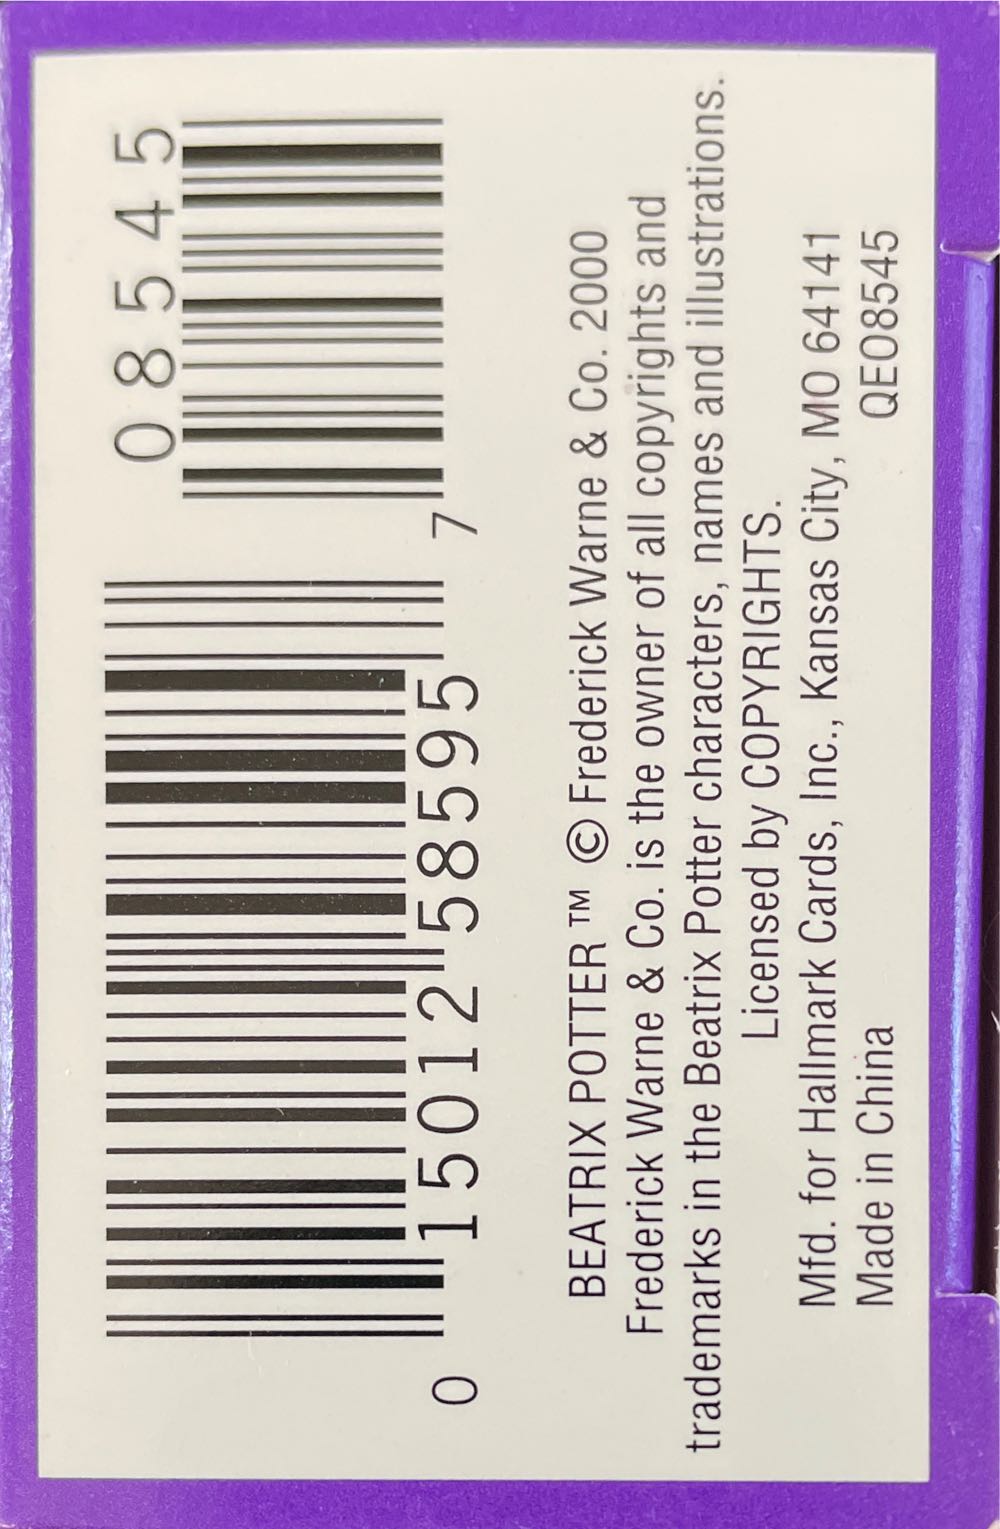 08545
0 15012 58595 7
BEATRIX POTTER ™ © Frederick Warne & Co. 2000
Frederick Warne & Co. is the owner of all copyrights and
trademarks in the Beatrix Potter characters, names and illustrations.
Licensed by COPYRIGHTS.
Mfd. for Hallmark Cards, Inc., Kansas City, MO 64141
Made in China QEO8545